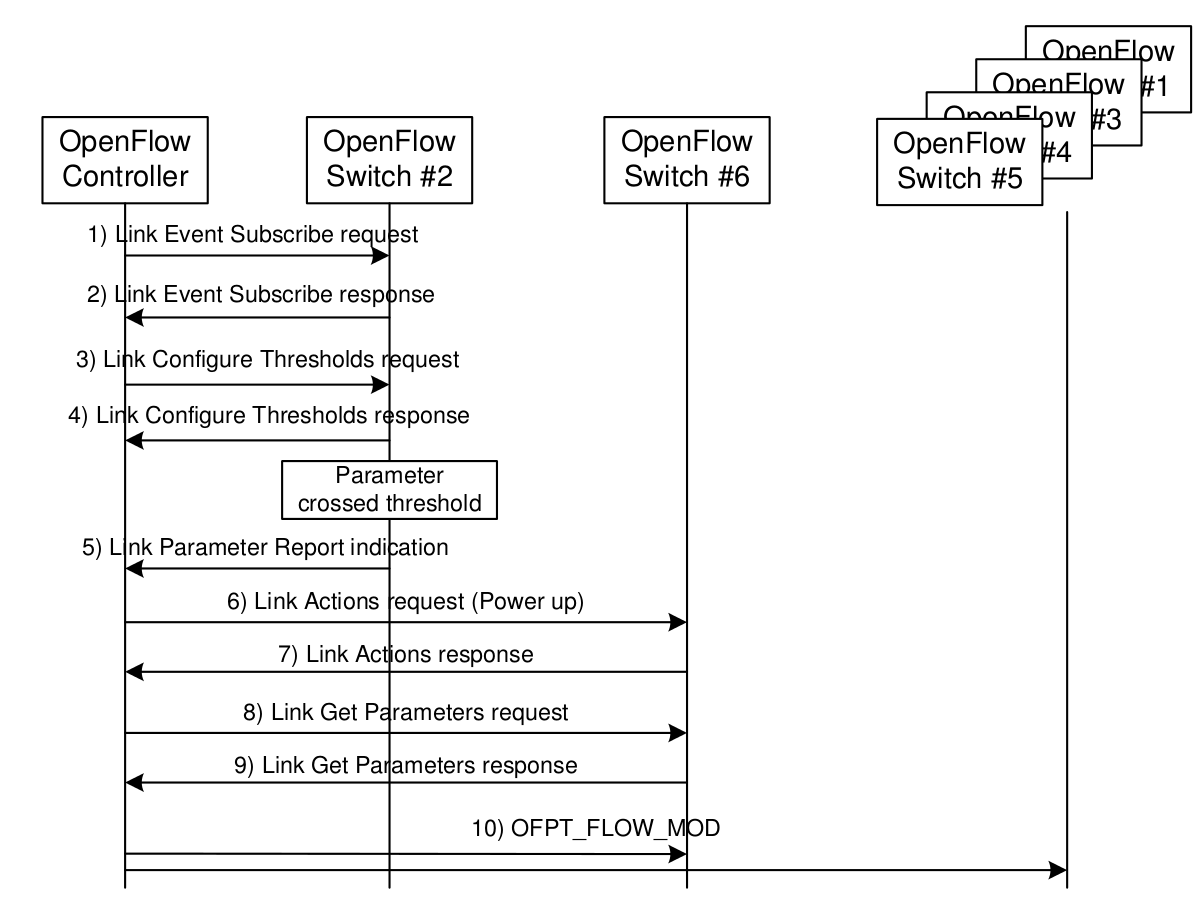 OpenFlow
#1
OpenFlow
#3
OpenFlow
#4
OpenFlow
Controller
OpenFlow
Switch #2
OpenFlow
Switch #6
OpenFlow
Switch #5
1) Link Event Subscribe request
2) Link Event Subscribe response
3) Link Configure Thresholds request
4) Link Configure Thresholds response
Parameter
crossed threshold
5) Link Parameter Report indication
6) Link Actions request (Power up)
7) Link Actions response
8) Link Get Parameters request
9) Link Get Parameters response
10) OFPT_FLOW_MOD